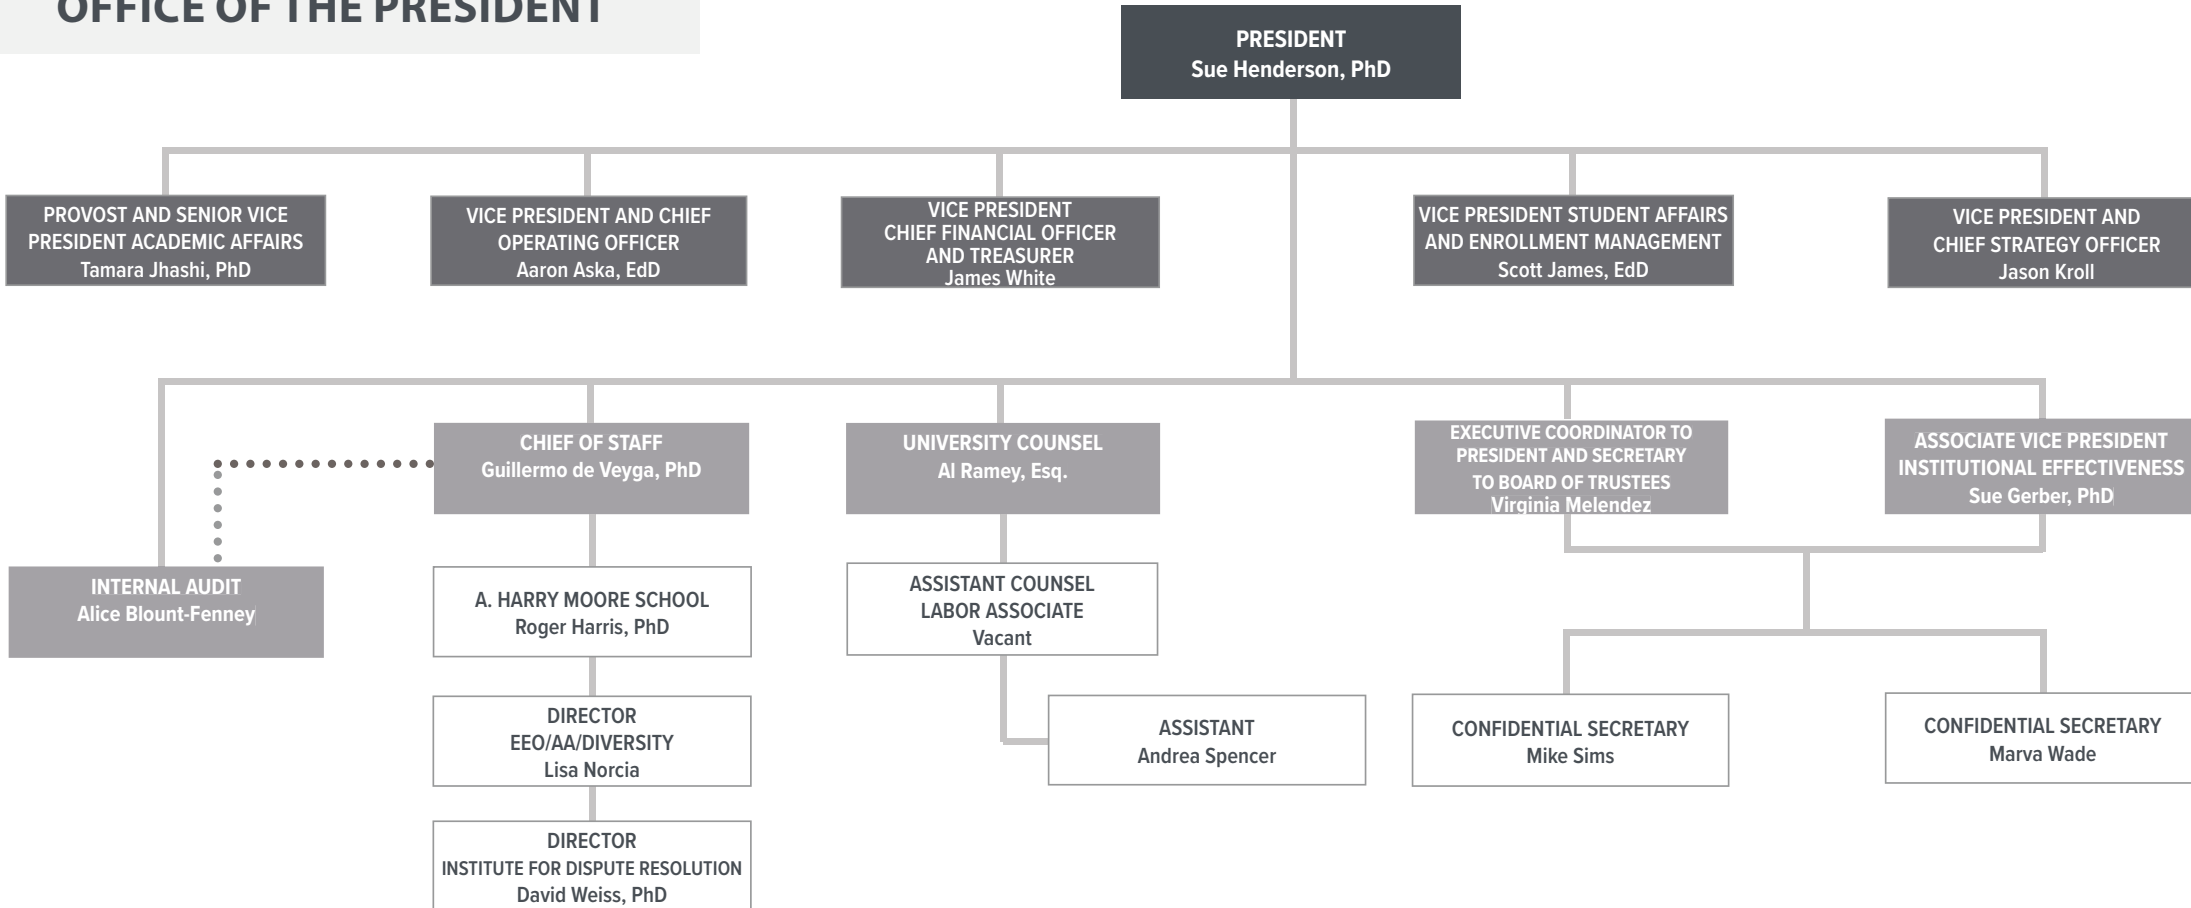 OFFICE OF THE PRESIDENT
PRESIDENT
Sue Henderson, PhD
PROVOST AND SENIOR VICE
PRESIDENT ACADEMIC AFFAIRS
Tamara Jhashi, PhD
VICE PRESIDENT AND CHIEF
OPERATING OFFICER
Aaron Aska, EdD
VICE PRESIDENT
CHIEF FINANCIAL OFFICER
AND TREASURER
James White
VICE PRESIDENT STUDENT AFFAIRS
AND ENROLLMENT MANAGEMENT
Scott James, EdD
VICE PRESIDENT AND
CHIEF STRATEGY OFFICER
Jason Kroll
CHIEF OF STAFF
Guillermo de Veyga, PhD
UNIVERSITY COUNSEL
Al Ramey, Esq.
EXECUTIVE COORDINATOR TO
PRESIDENT AND SECRETARY
TO BOARD OF TRUSTEES
Virginia Melendez
ASSOCIATE VICE PRESIDENT
INSTITUTIONAL EFFECTIVENESS
Sue Gerber, PhD
INTERNAL AUDIT
Alice Blount-Fenney
A. HARRY MOORE SCHOOL
Roger Harris, PhD
ASSISTANT COUNSEL
LABOR ASSOCIATE
Vacant
DIRECTOR
EEO/AA/DIVERSITY
Lisa Norcia
ASSISTANT
Andrea Spencer
CONFIDENTIAL SECRETARY
Mike Sims
CONFIDENTIAL SECRETARY
Marva Wade
DIRECTOR
INSTITUTE FOR DISPUTE RESOLUTION
David Weiss, PhD